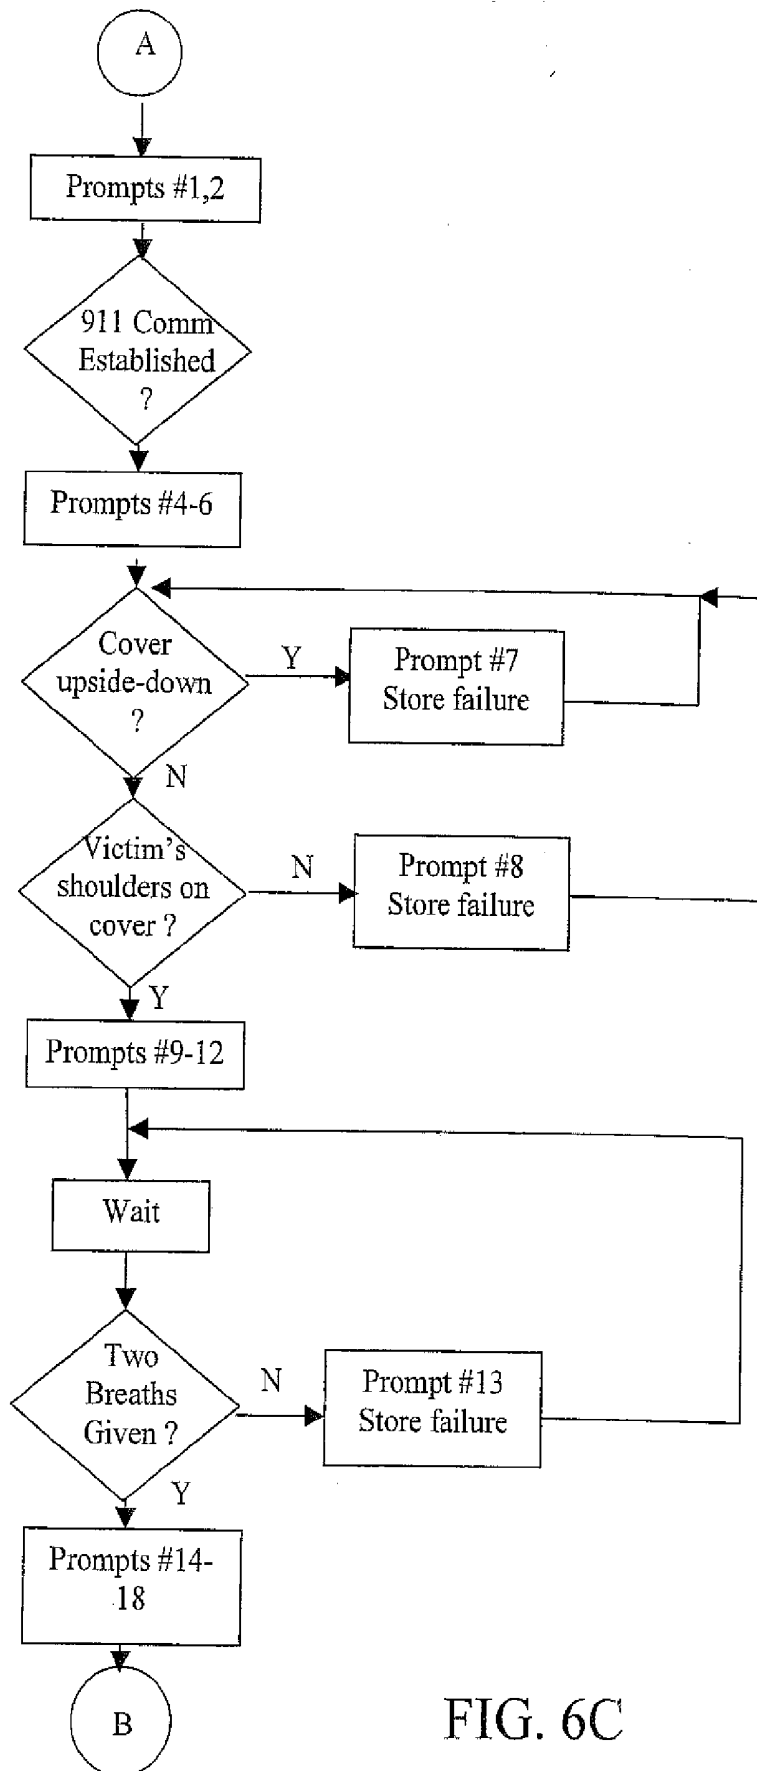 A
Prompts #1,2
911 Comm
Established
?
Prompts #4-6
Cover
upside-down
?
Y
Prompt #7
Store failure
N
Victim's
shoulders on
cover ?
N
Prompt #8
Store failure
Y
Prompts #9-12
Wait
Two
Breaths
Given ?
N
Prompt #13
Store failure
Y
Prompts #14-
18
B
FIG. 6C